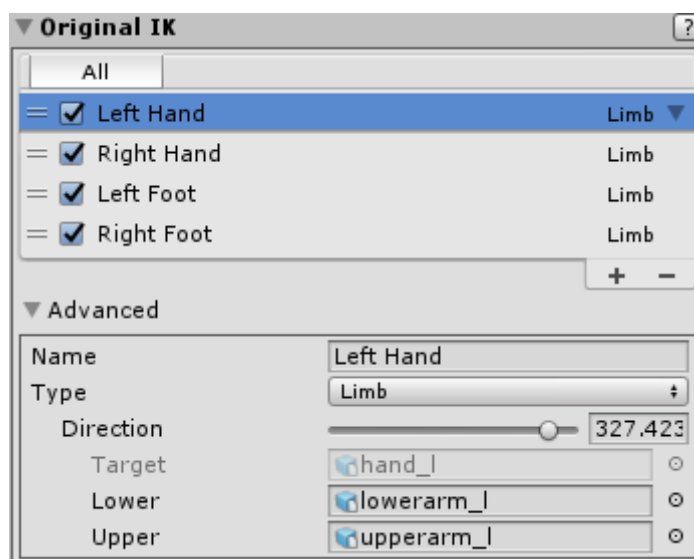 Original IK ?
All
Left Hand Limb
Right Hand Limb
Left Foot Limb
Right Foot Limb
+ −
Advanced
Name Left Hand
Type Limb
Direction 327.423
Target hand_l
Lower lowerarm_l
Upper upperarm_l